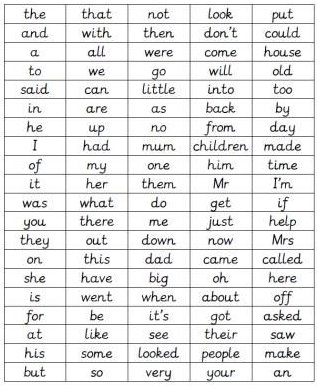 the that not look put
and with then don't could
a all were come house
to we go will old
said can little into too
in are as back by
he up no from day
I had mum children made
of my one him time
it her them Mr I'm
was what do get if
you there me just help
they out down now Mrs
on this dad came called
she have big oh here
is went when about off
for be it's got asked
at like see their saw
his some looked people make
but so very your an